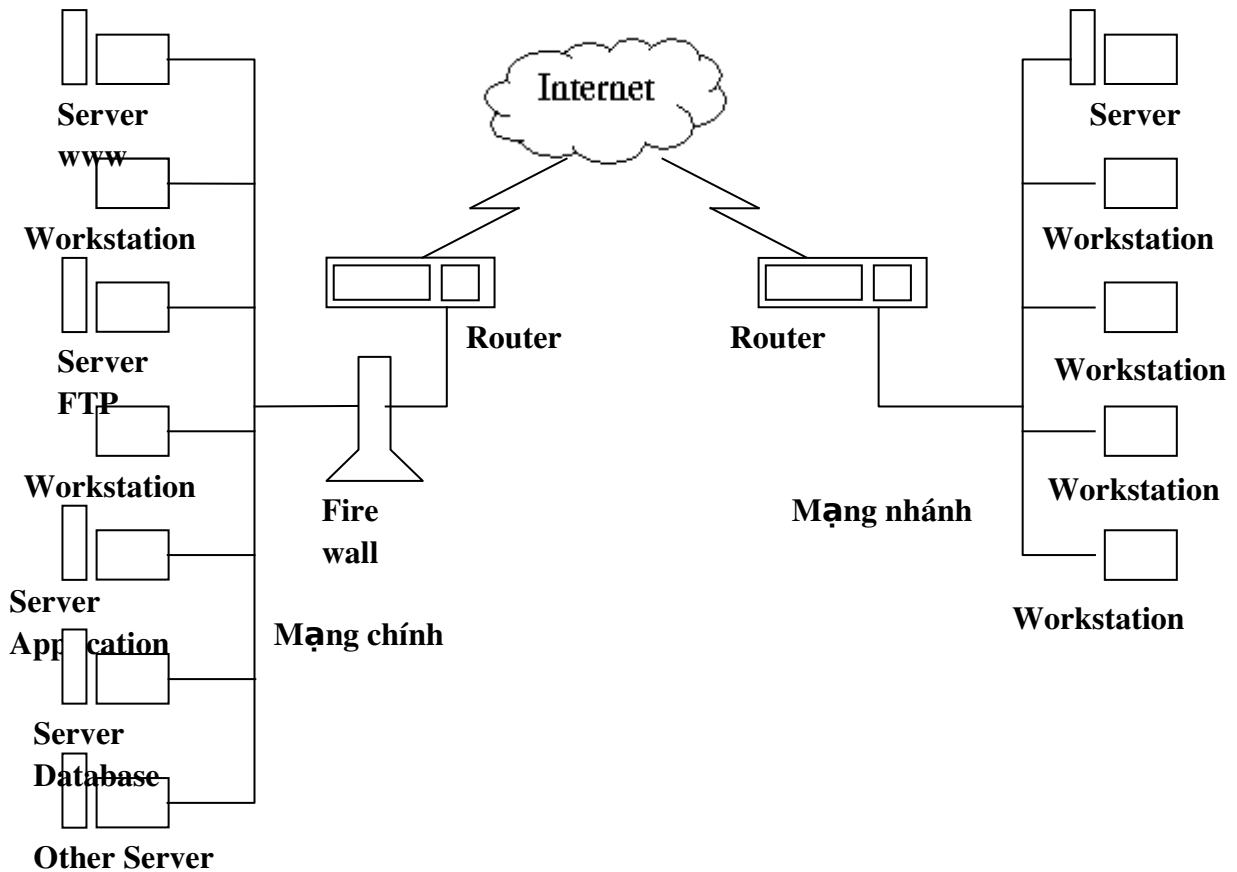 Internet
Server
www
Workstation
Server
FTP
Workstation
Server
Application
Server
Database
Other Server
Router
Fire
wall
Mạng chính
Router
Mạng nhánh
Server
Workstation
Workstation
Workstation
Workstation